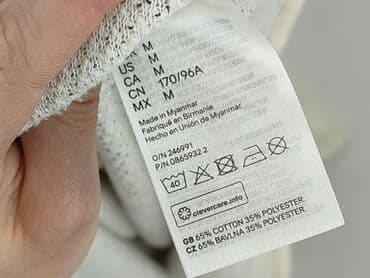 M
US M
CA M
CN 170/96A
MX M
Made in Myanmar
Fabriqué en Birmanie
Hecho en Unión de Myanmar
O/N 246991
P/N 0865932 2
40
clevercare.info
GB 65% COTTON 35% POLYESTER.
CZ 65% BAVLNA 35% POLYESTER.